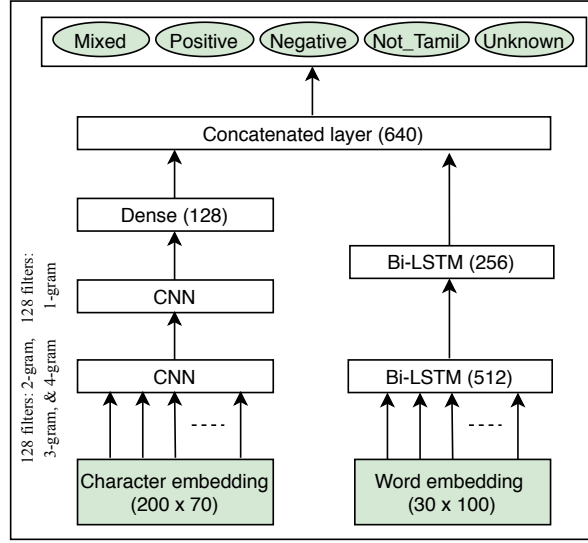 Mixed Positive Negative Not_Tamil Unknown
Concatenated layer (640)
Dense (128)
Bi-LSTM (256)
128 filters:
1-gram
CNN
128 filters: 2-gram,
3-gram, & 4-gram
CNN
Bi-LSTM (512)
Character embedding
(200 x 70)
Word embedding
(30 x 100)